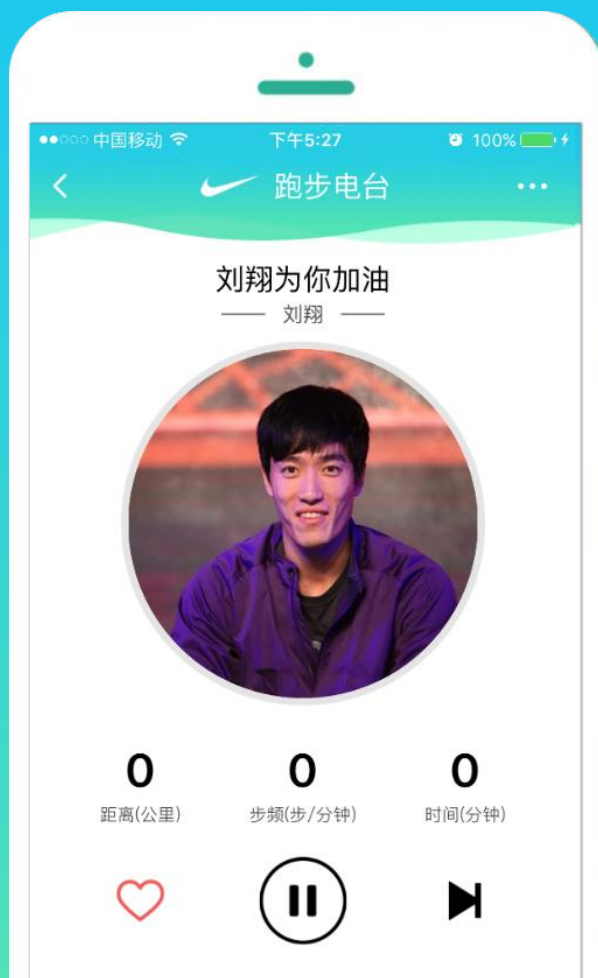 中国移动 下午5:27 100%
跑步电台
刘翔为你加油
刘翔
0 0 0
距离(公里) 步频(步/分钟) 时间(分钟)